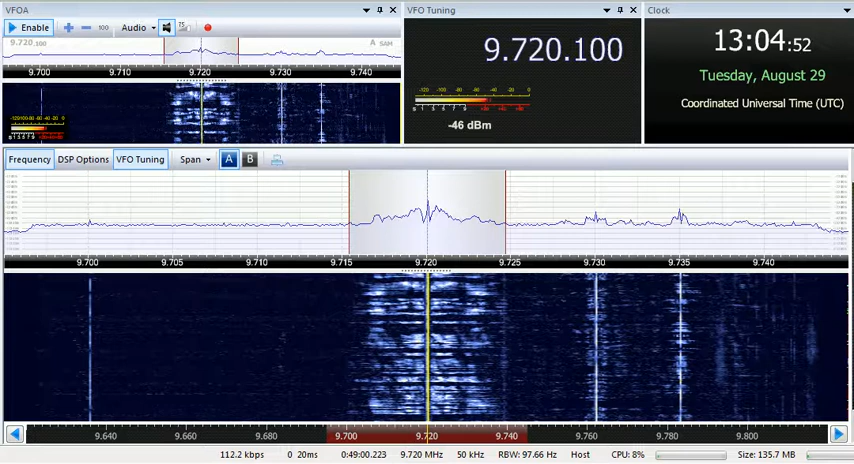 VFOA
VFO Tuning
Clock
Enable
100
Audio
75
9.720.100
A SAM
9.700 9.710 9.720 9.730 9.740
9.720.100
-46 dBm
13:04:52
Tuesday, August 29
Coordinated Universal Time (UTC)
Frequency DSP Options VFO Tuning Span A B
9.700 9.705 9.710 9.715 9.720 9.725 9.730 9.735 9.740
9.640 9.660 9.680 9.700 9.720 9.740 9.760 9.780 9.800
112.2 kbps 0 20ms 0:49:00.223 9.720 MHz 50 kHz RBW: 97.66 Hz Host CPU: 8% Size: 135.7 MB